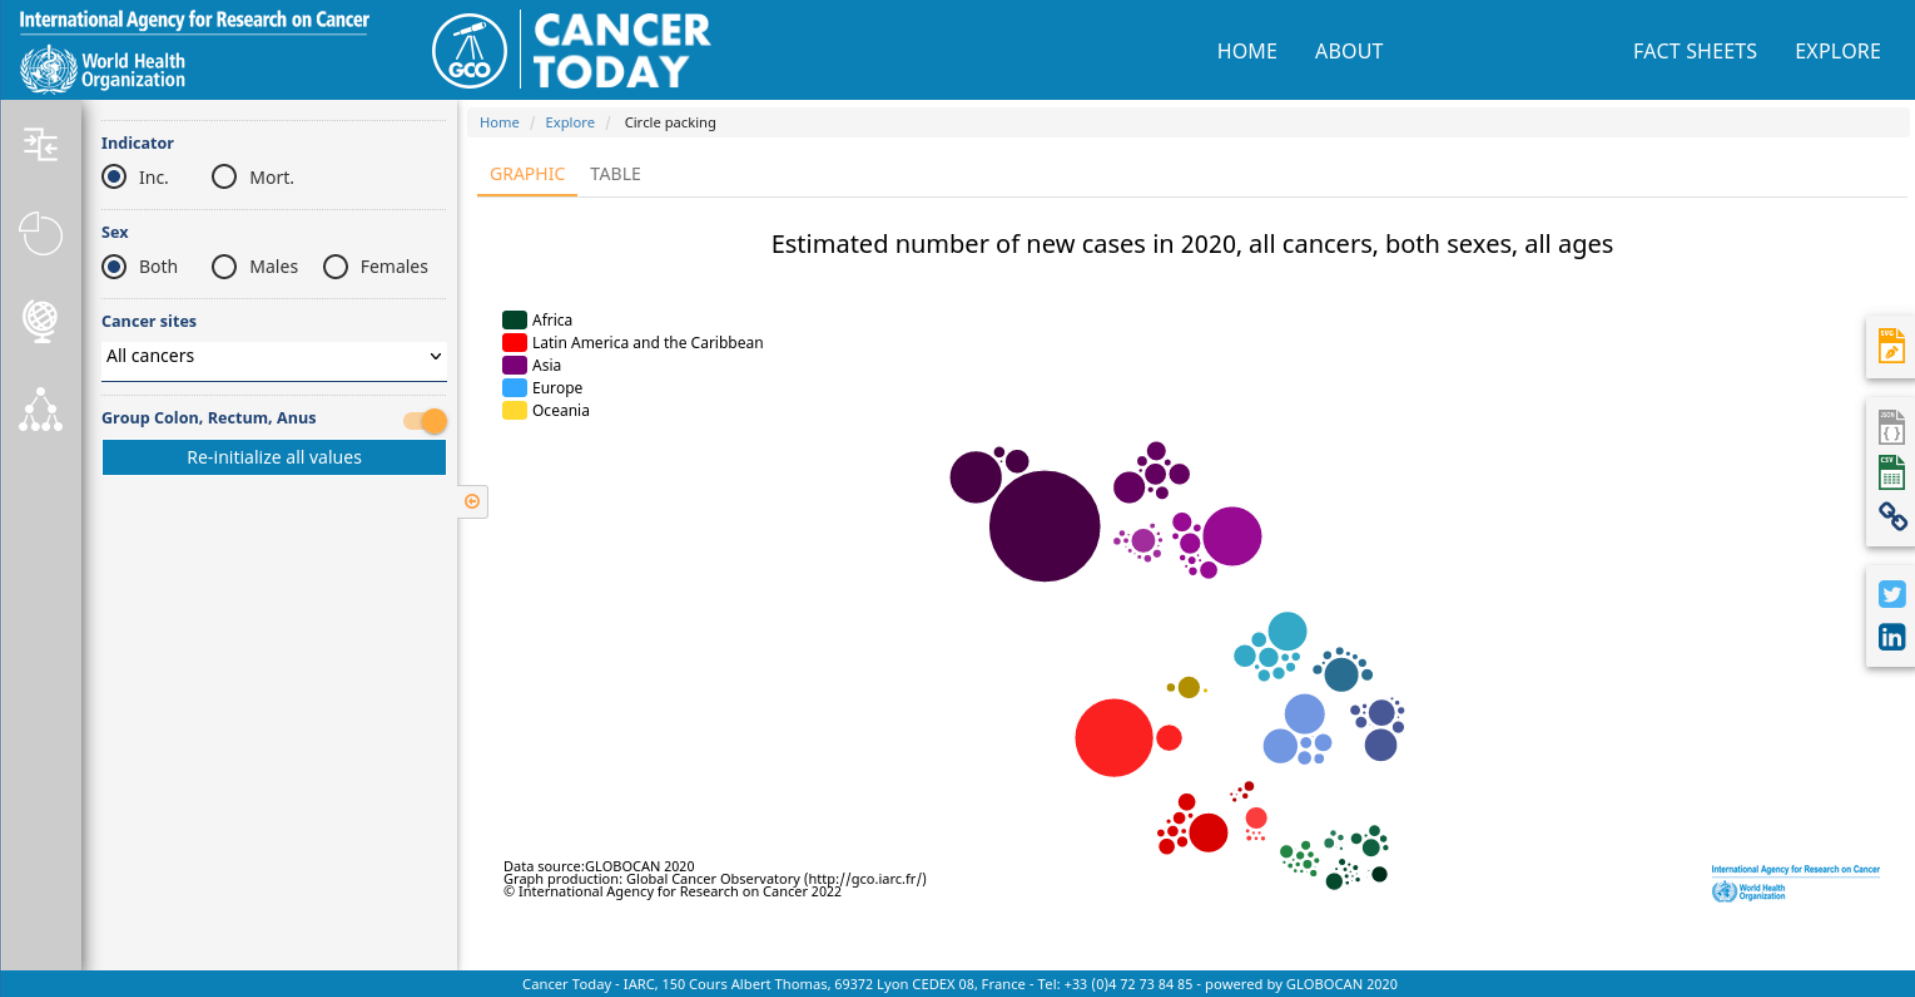 International Agency for Research on Cancer
World Health
Organization
GCO
CANCER
TODAY
HOME
ABOUT
FACT SHEETS
EXPLORE
Indicator
Inc.
Mort.
Sex
Both
Males
Females
Cancer sites
All cancers
Group Colon, Rectum, Anus
Re-initialize all values
Home / Explore / Circle packing
GRAPHIC
TABLE
Estimated number of new cases in 2020, all cancers, both sexes, all ages
Africa
Latin America and the Caribbean
Asia
Europe
Oceania
SVG
JSON
{ }
CSV
in
Data source:GLOBOCAN 2020
Graph production: Global Cancer Observatory (http://gco.iarc.fr/)
© International Agency for Research on Cancer 2022
International Agency for Research on Cancer
World Health
Organization
Cancer Today - IARC, 150 Cours Albert Thomas, 69372 Lyon CEDEX 08, France - Tel: +33 (0)4 72 73 84 85 - powered by GLOBOCAN 2020